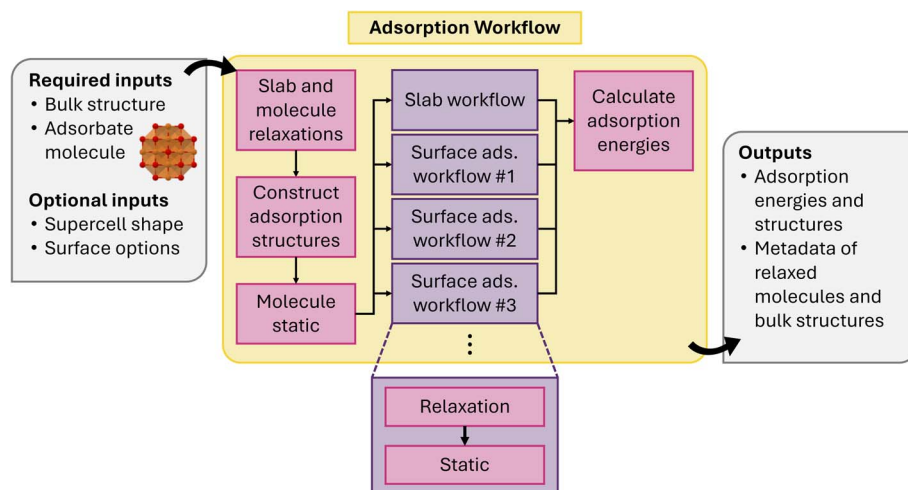 Adsorption Workflow
Required inputs
• Bulk structure
• Adsorbate
molecule
Optional inputs
• Supercell shape
• Surface options
Slab and
molecule
relaxations
Construct
adsorption
structures
Molecule
static
Slab workflow
Surface ads.
workflow #1
Surface ads.
workflow #2
Surface ads.
workflow #3
⋮
Relaxation
Static
Calculate
adsorption
energies
Outputs
• Adsorption
energies and
structures
• Metadata of
relaxed
molecules and
bulk structures